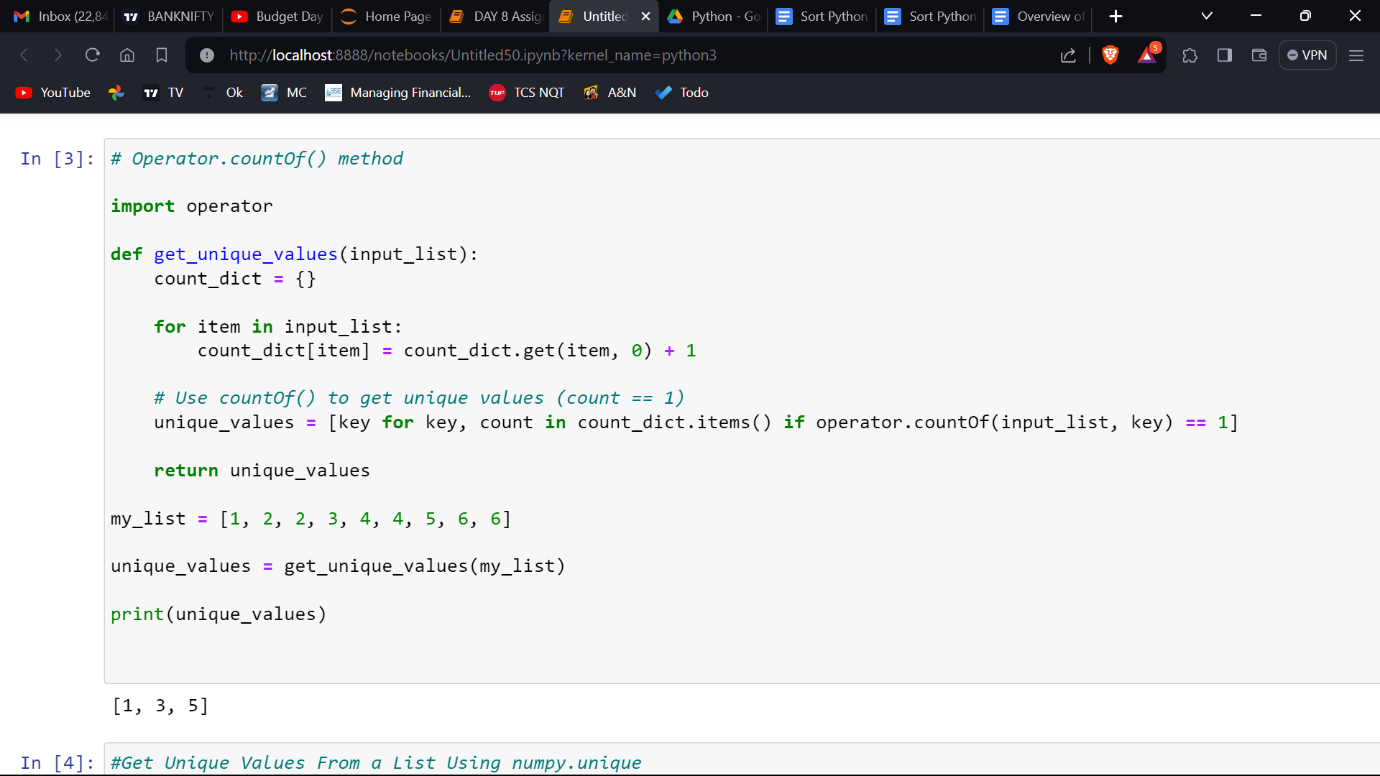 Inbox (22,84
BANKNIFTY
Budget Day
Home Page
DAY 8 Assig
Untitled
Python - Go
Sort Python
Sort Python
Overview of
http://localhost:8888/notebooks/Untitled50.ipynb?kernel_name=python3
5
VPN
YouTube
TV
Ok
MC
Managing Financial...
TCS NQT
A&N
Todo
In [3]:
# Operator.countOf() method
import operator
def get_unique_values(input_list):
    count_dict = {}
    for item in input_list:
        count_dict[item] = count_dict.get(item, 0) + 1
    # Use countOf() to get unique values (count == 1)
    unique_values = [key for key, count in count_dict.items() if operator.countOf(input_list, key) == 1]
    return unique_values
my_list = [1, 2, 2, 3, 4, 4, 5, 6, 6]
unique_values = get_unique_values(my_list)
print(unique_values)
[1, 3, 5]
In [4]:
#Get Unique Values From a List Using numpy.unique